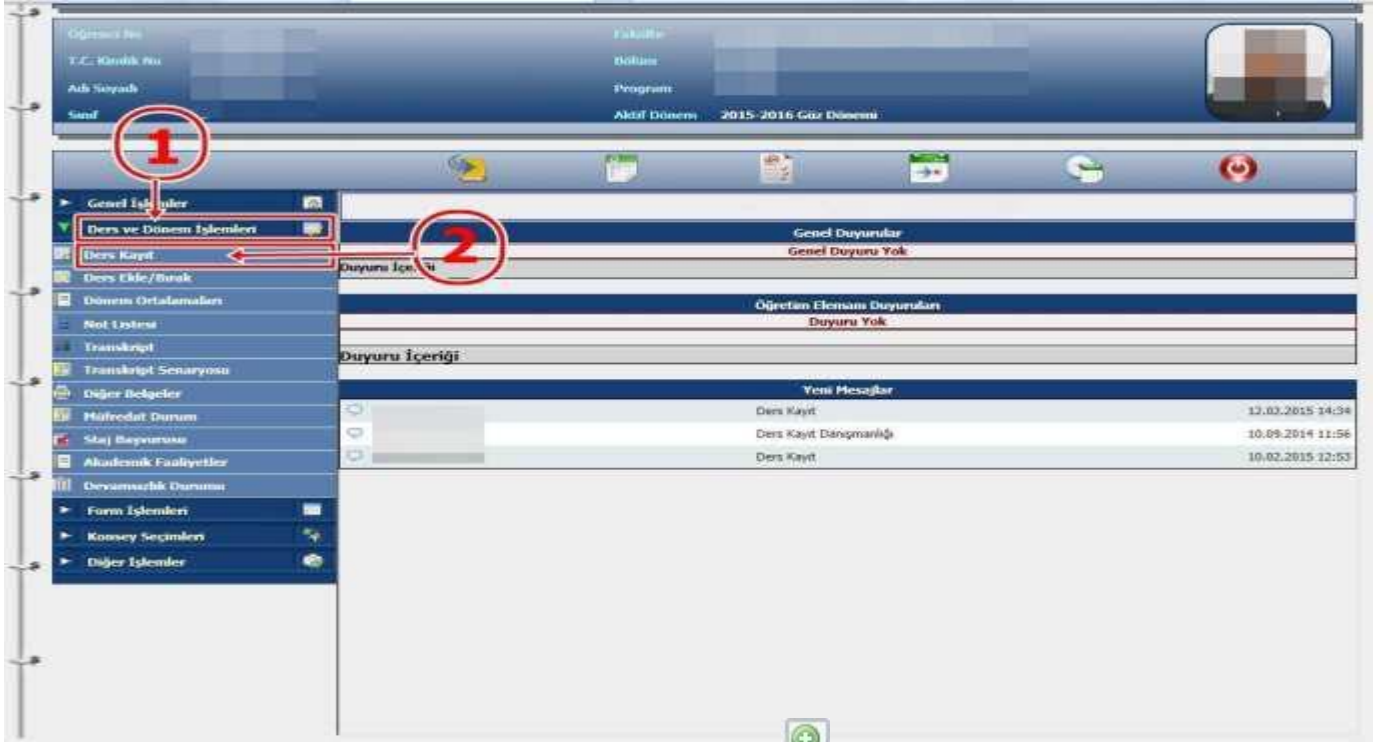 Öğrenci No
Fakülte
T.C. Kimlik No
Bölüm
Adı Soyadı
Program
Sınıf
Aktif Dönem 2015-2016 Güz Dönemi
1
Genel İşlemler
Ders ve Dönem İşlemleri
2
Ders Kayıt
Ders Ekle/Bırak
Dönem Ortalamaları
Not Listesi
Transkript
Transkript Senaryosu
Diğer Belgeler
Müfredat Durum
Staj Başvurusu
Akademik Faaliyetler
Devamsızlık Durumu
Form İşlemleri
Konsey Seçimleri
Diğer İşlemler
Genel Duyurular
Genel Duyuru Yok
Duyuru İçeriği
Öğretim Elemanı Duyuruları
Duyuru Yok
Duyuru İçeriği
Yeni Mesajlar
Ders Kayıt 12.02.2015 14:34
Ders Kayıt Danışmanlığı 10.09.2014 11:56
Ders Kayıt 10.02.2015 12:53